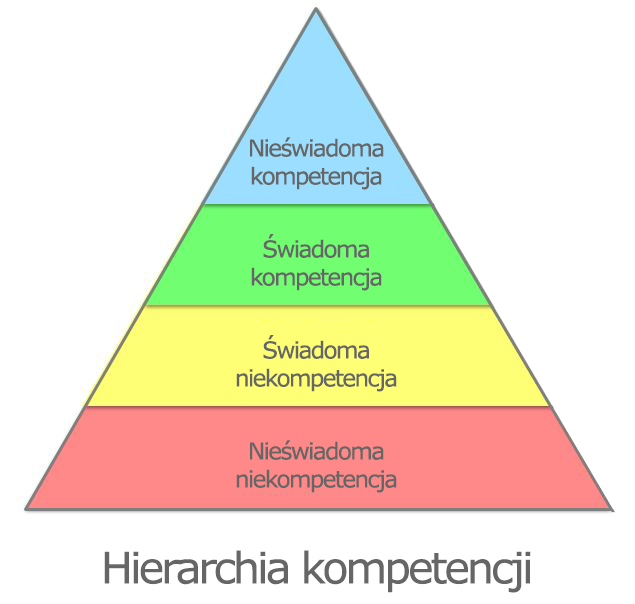 Nieświadoma
kompetencja
Świadoma
kompetencja
Świadoma
niekompetencja
Nieświadoma
niekompetencja
Hierarchia kompetencji